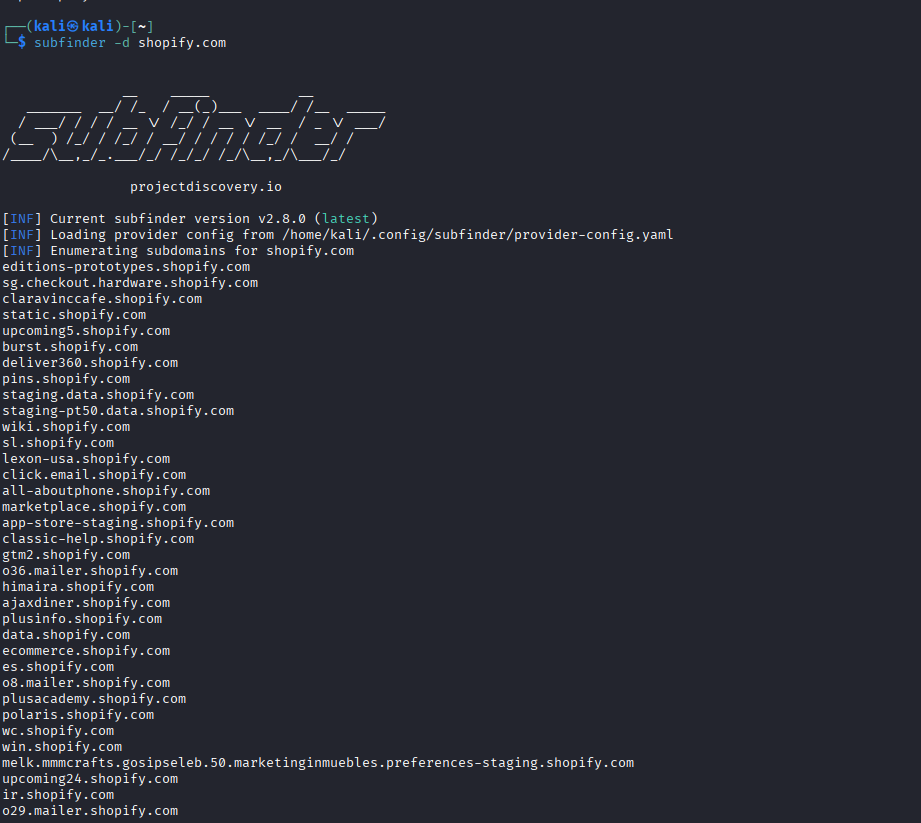 ┌──(kali㉿kali)-[~]
└─$ subfinder -d shopify.com
subfinder
projectdiscovery.io
[INF] Current subfinder version v2.8.0 (latest)
[INF] Loading provider config from /home/kali/.config/subfinder/provider-config.yaml
[INF] Enumerating subdomains for shopify.com
editions-prototypes.shopify.com
sg.checkout.hardware.shopify.com
claravinccafe.shopify.com
static.shopify.com
upcoming5.shopify.com
burst.shopify.com
deliver360.shopify.com
pins.shopify.com
staging.data.shopify.com
staging-pt50.data.shopify.com
wiki.shopify.com
sl.shopify.com
lexon-usa.shopify.com
click.email.shopify.com
all-aboutphone.shopify.com
marketplace.shopify.com
app-store-staging.shopify.com
classic-help.shopify.com
gtm2.shopify.com
o36.mailer.shopify.com
himaira.shopify.com
ajaxdiner.shopify.com
plusinfo.shopify.com
data.shopify.com
ecommerce.shopify.com
es.shopify.com
o8.mailer.shopify.com
plusacademy.shopify.com
polaris.shopify.com
wc.shopify.com
win.shopify.com
melk.mmmcrafts.gosipseleb.50.marketinginmuebles.preferences-staging.shopify.com
upcoming24.shopify.com
ir.shopify.com
o29.mailer.shopify.com